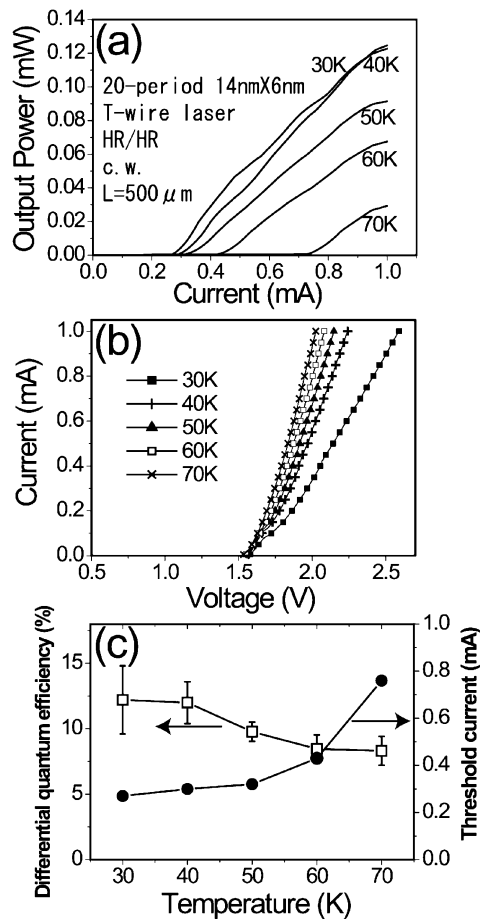 (a)
20-period 14nmX6nm
T-wire laser
HR/HR
c.w.
L=500μm
30K
40K
50K
60K
70K
Output Power (mW)
0.14
0.12
0.10
0.08
0.06
0.04
0.02
0.00
0.0 0.2 0.4 0.6 0.8 1.0
Current (mA)
(b)
30K
40K
50K
60K
70K
Current (mA)
1.0
0.8
0.6
0.4
0.2
0.0
0.5 1.0 1.5 2.0 2.5
Voltage (V)
(c)
Differential quantum efficiency (%)
15
10
5
0
Threshold current (mA)
1.0
0.8
0.6
0.4
0.2
0.0
30 40 50 60 70
Temperature (K)